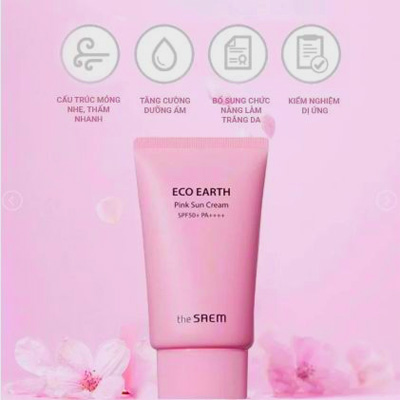 CẤU TRÚC MỎNG
NHẸ, THẤM
NHANH
TĂNG CƯỜNG
DƯỠNG ẨM
BỔ SUNG CHỨC
NĂNG LÀM
TRẮNG DA
KIỂM NGHIỆM
DỊ ỨNG
ECO EARTH
Pink Sun Cream
SPF50+ PA++++
the SAEM